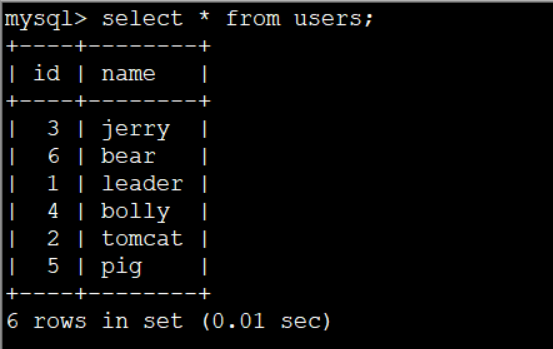 mysql> select * from users;
+----+--------+
| id | name   |
+----+--------+
|  3 | jerry  |
|  6 | bear   |
|  1 | leader |
|  4 | bolly  |
|  2 | tomcat |
|  5 | pig    |
+----+--------+
6 rows in set (0.01 sec)